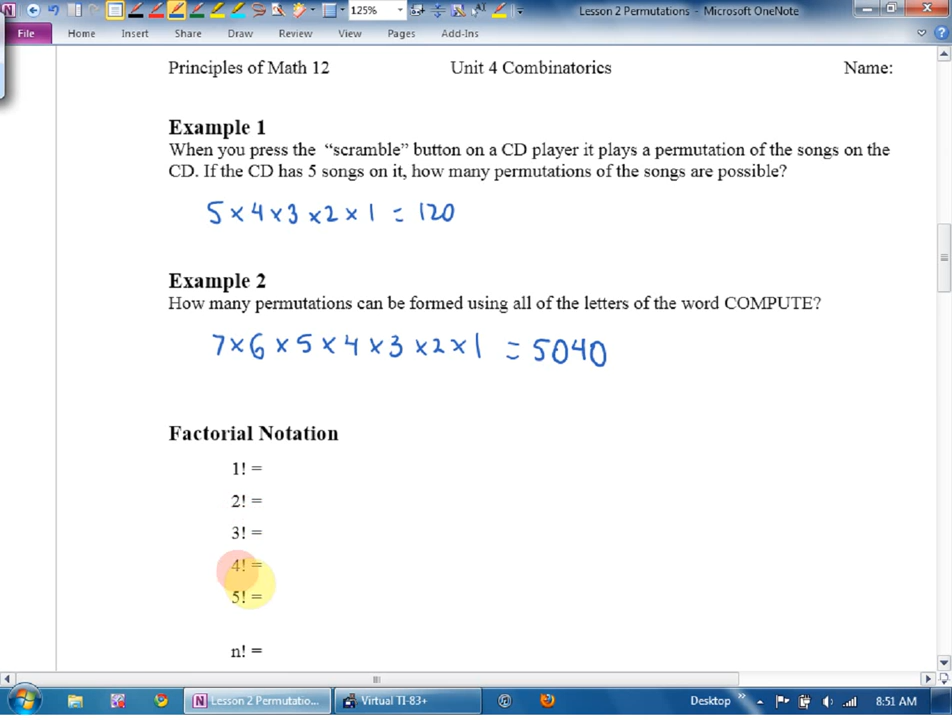 Lesson 2 Permutations - Microsoft OneNote
125%
File Home Insert Share Draw Review View Pages Add-Ins
Principles of Math 12 Unit 4 Combinatorics Name:
Example 1
When you press the “scramble” button on a CD player it plays a permutation of the songs on the
CD. If the CD has 5 songs on it, how many permutations of the songs are possible?
5 × 4 × 3 × 2 × 1 = 120
Example 2
How many permutations can be formed using all of the letters of the word COMPUTE?
7 × 6 × 5 × 4 × 3 × 2 × 1 = 5040
Factorial Notation
1! =
2! =
3! =
4! =
5! =
n! =
Lesson 2 Permutatio... Virtual TI-83+ Desktop 8:51 AM